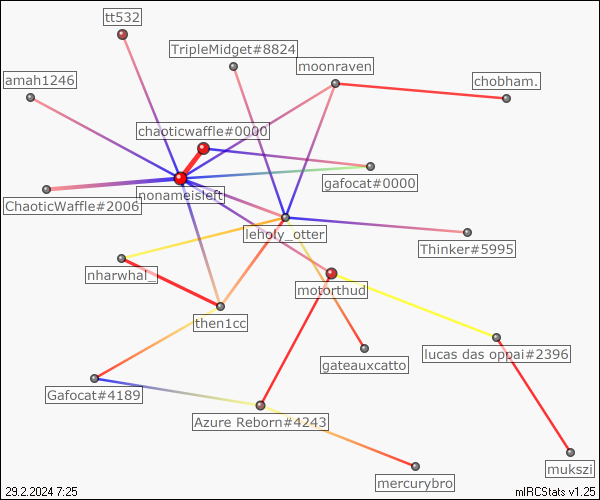 tt532
TripleMidget#8824
moonraven
amah1246
chobham.
chaoticwaffle#0000
gafocat#0000
nonameisleft
ChaoticWaffle#2006
leholy_otter
Thinker#5995
nharwhal_
motorthud
then1cc
lucas das oppai#2396
gateauxcatto
Gafocat#4189
Azure Reborn#4243
mukszi
mercurybro
29.2.2024 7:25
mIRCStats v1.25